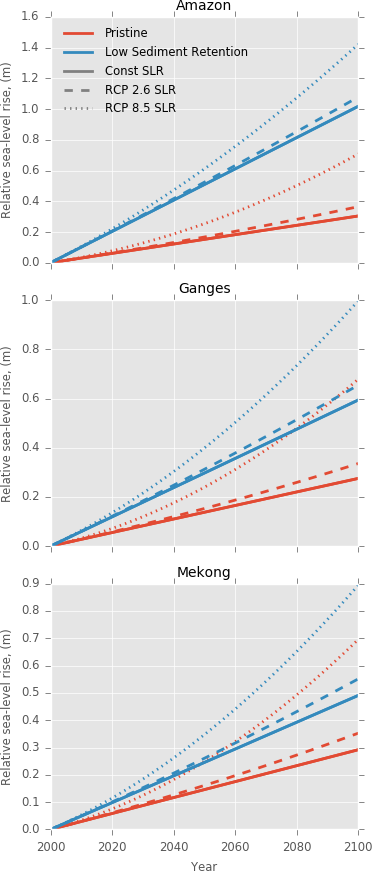 Amazon
1.6
1.4
1.2
1.0
0.8
0.6
0.4
0.2
0.0
Relative sea-level rise, (m)
Pristine
Low Sediment Retention
Const SLR
RCP 2.6 SLR
RCP 8.5 SLR
Ganges
1.0
0.8
0.6
0.4
0.2
0.0
Relative sea-level rise, (m)
Mekong
0.9
0.8
0.7
0.6
0.5
0.4
0.3
0.2
0.1
0.0
Relative sea-level rise, (m)
2000 2020 2040 2060 2080 2100
Year